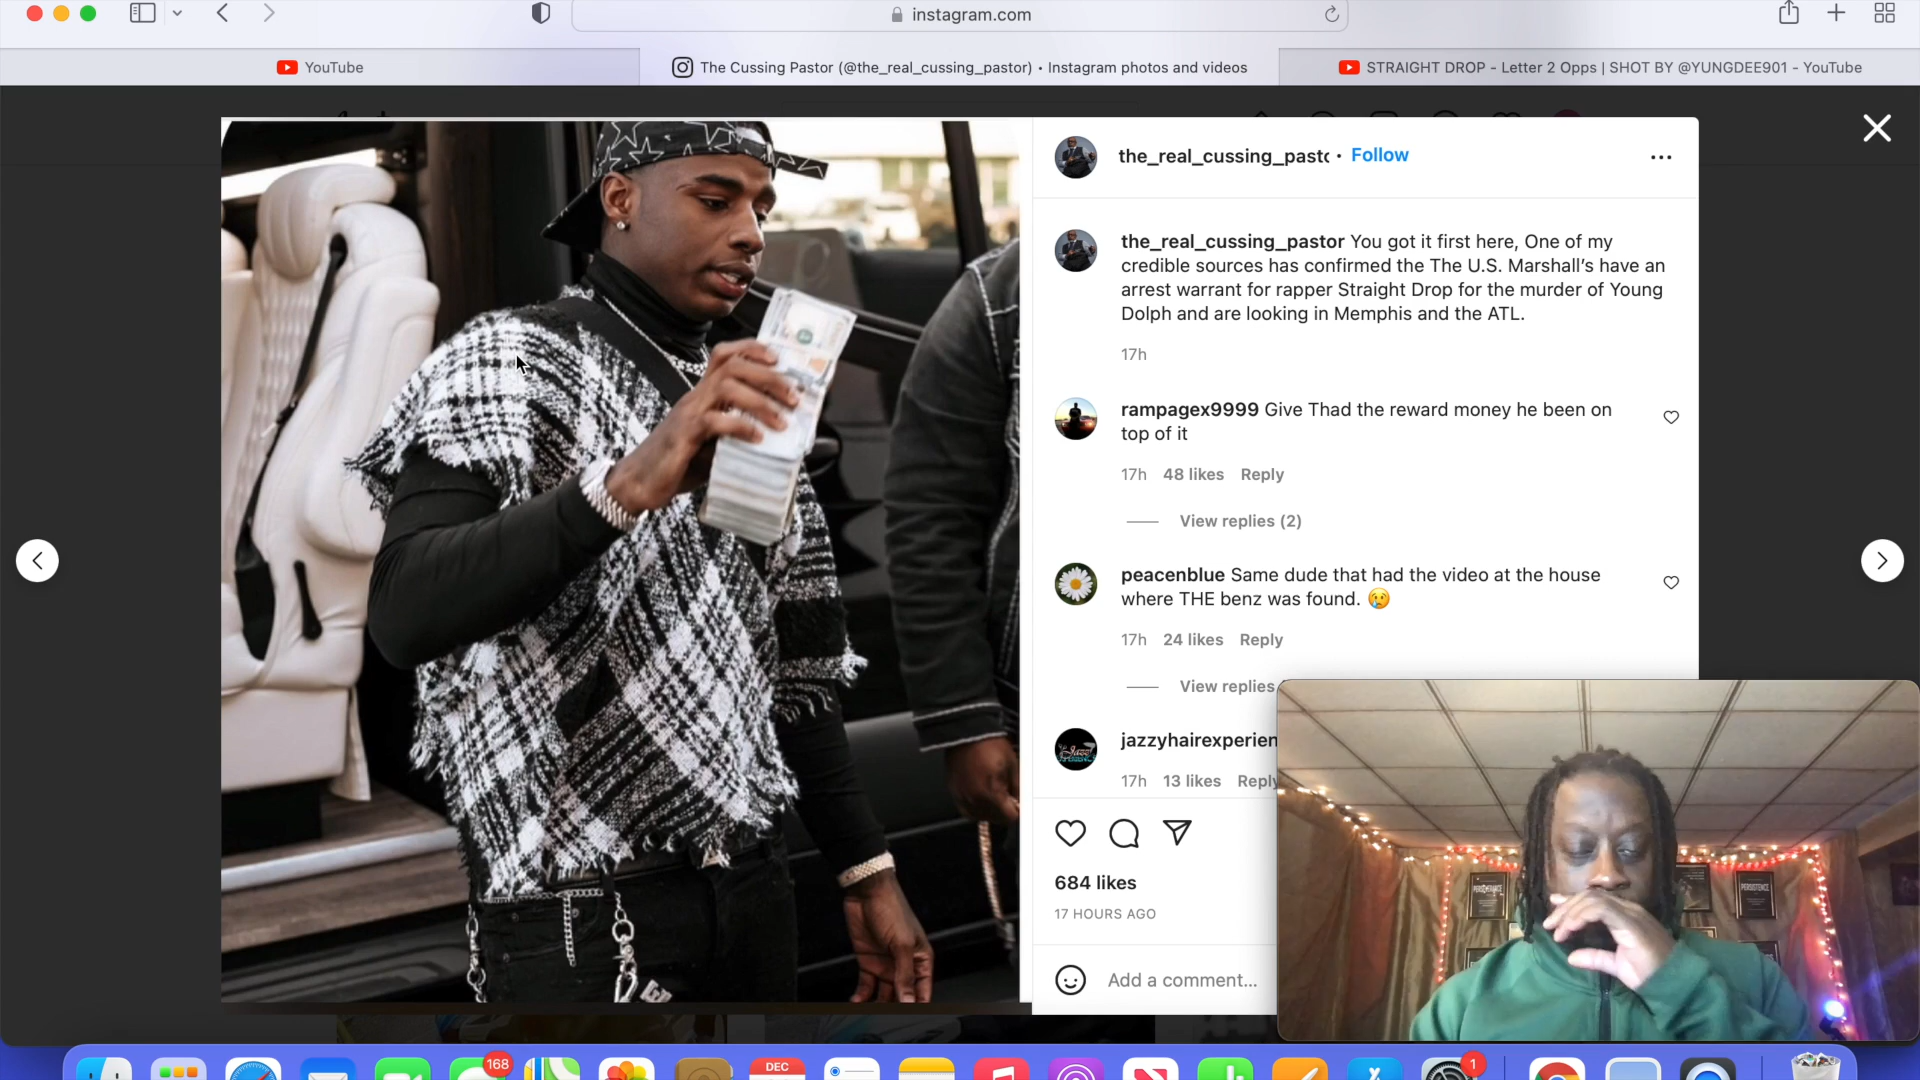 instagram.com
YouTube
The Cussing Pastor (@the_real_cussing_pastor) • Instagram photos and videos
STRAIGHT DROP - Letter 2 Opps | SHOT BY @YUNGDEE901 - YouTube
the_real_cussing_pastc • Follow
the_real_cussing_pastor You got it first here, One of my
credible sources has confirmed the The U.S. Marshall’s have an
arrest warrant for rapper Straight Drop for the murder of Young
Dolph and are looking in Memphis and the ATL.
17h
rampagex9999 Give Thad the reward money he been on
top of it
17h 48 likes Reply
View replies (2)
peacenblue Same dude that had the video at the house
where THE benz was found. 😢
17h 24 likes Reply
View replies
jazzyhairexperien
17h 13 likes Reply
684 likes
17 HOURS AGO
Add a comment...
PERSEVERANCE
PERSISTENCE
168
DEC
1